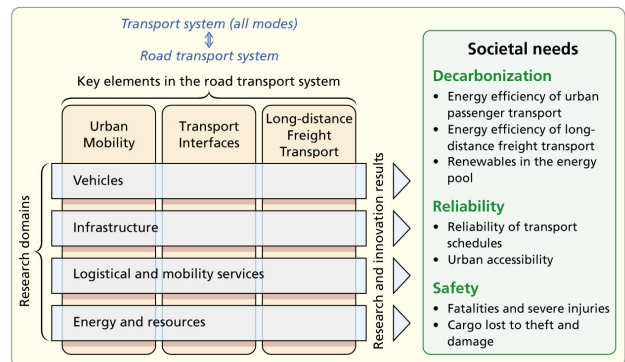 Transport system (all modes)
Road transport system
Key elements in the road transport system
Urban
Mobility
Transport
Interfaces
Long-distance
Freight
Transport
Research domains
Vehicles
Infrastructure
Logistical and mobility services
Energy and resources
Research and innovation results
Societal needs
Decarbonization
• Energy efficiency of urban
passenger transport
• Energy efficiency of long-
distance freight transport
• Renewables in the energy
pool
Reliability
• Reliability of transport
schedules
• Urban accessibility
Safety
• Fatalities and severe injuries
• Cargo lost to theft and
damage